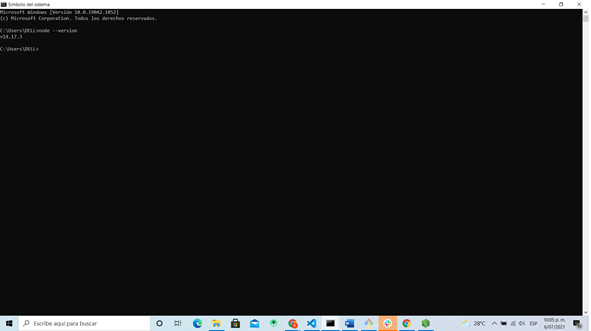 Símbolo del sistema
Microsoft Windows [Versión 10.0.19042.1052]
(c) Microsoft Corporation. Todos los derechos reservados.
C:\Users\DELL>node --version
v14.17.3
C:\Users\DELL>
Escribe aquí para buscar
28°C
ESP
10:05 p. m.
6/07/2021